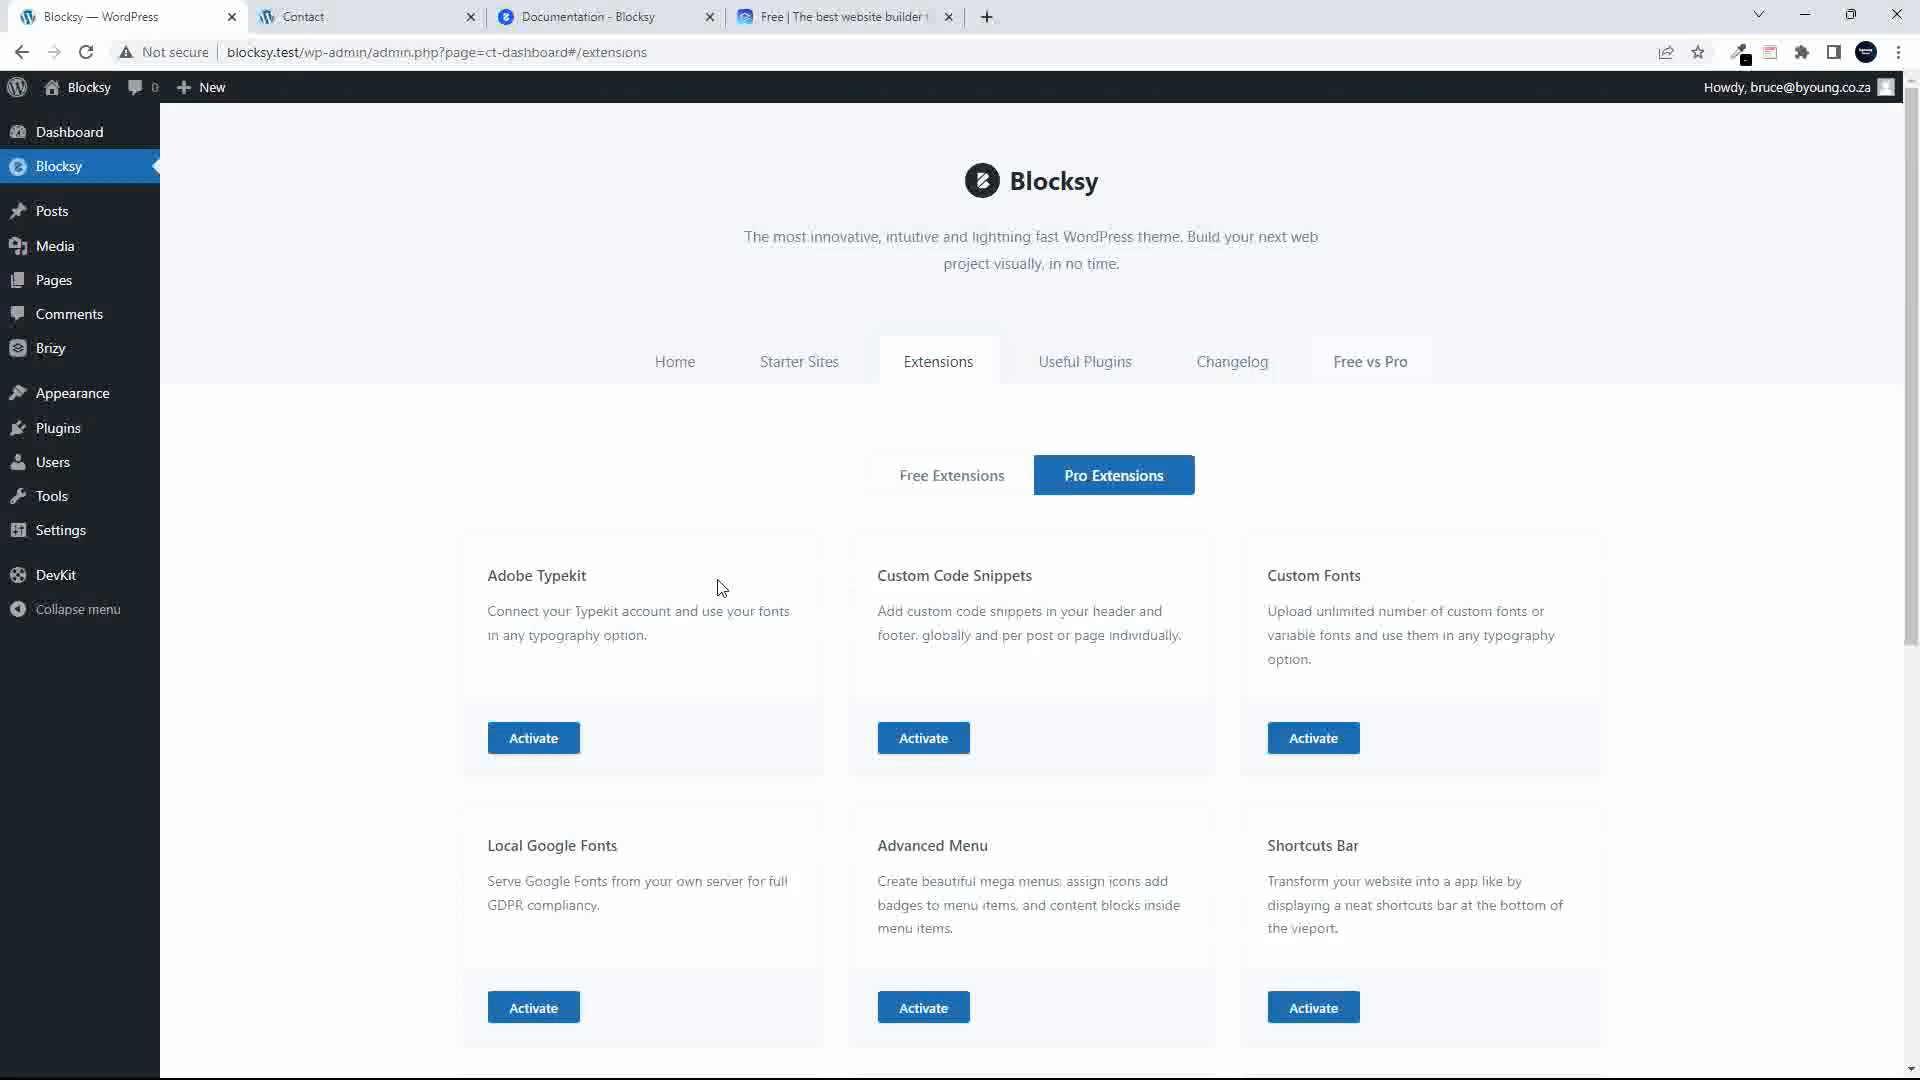 Blocksy — WordPress
Contact
Documentation - Blocksy
Free | The best website builder
Not secure
blocksy.test/wp-admin/admin.php?page=ct-dashboard#/extensions
Blocksy
0
New
Howdy, bruce@byoung.co.za
Dashboard
Blocksy
Posts
Media
Pages
Comments
Brizy
Appearance
Plugins
Users
Tools
Settings
DevKit
Collapse menu
Blocksy
The most innovative, intuitive and lightning fast WordPress theme. Build your next web
project visually, in no time.
Home
Starter Sites
Extensions
Useful Plugins
Changelog
Free vs Pro
Free Extensions
Pro Extensions
Adobe Typekit
Connect your Typekit account and use your fonts
in any typography option.
Activate
Custom Code Snippets
Add custom code snippets in your header and
footer, globally and per post or page individually.
Activate
Custom Fonts
Upload unlimited number of custom fonts or
variable fonts and use them in any typography
option.
Activate
Local Google Fonts
Serve Google Fonts from your own server for full
GDPR compliancy.
Activate
Advanced Menu
Create beautiful mega menus, assign icons add
badges to menu items, and content blocks inside
menu items.
Activate
Shortcuts Bar
Transform your website into a app like by
displaying a neat shortcuts bar at the bottom of
the vieport.
Activate